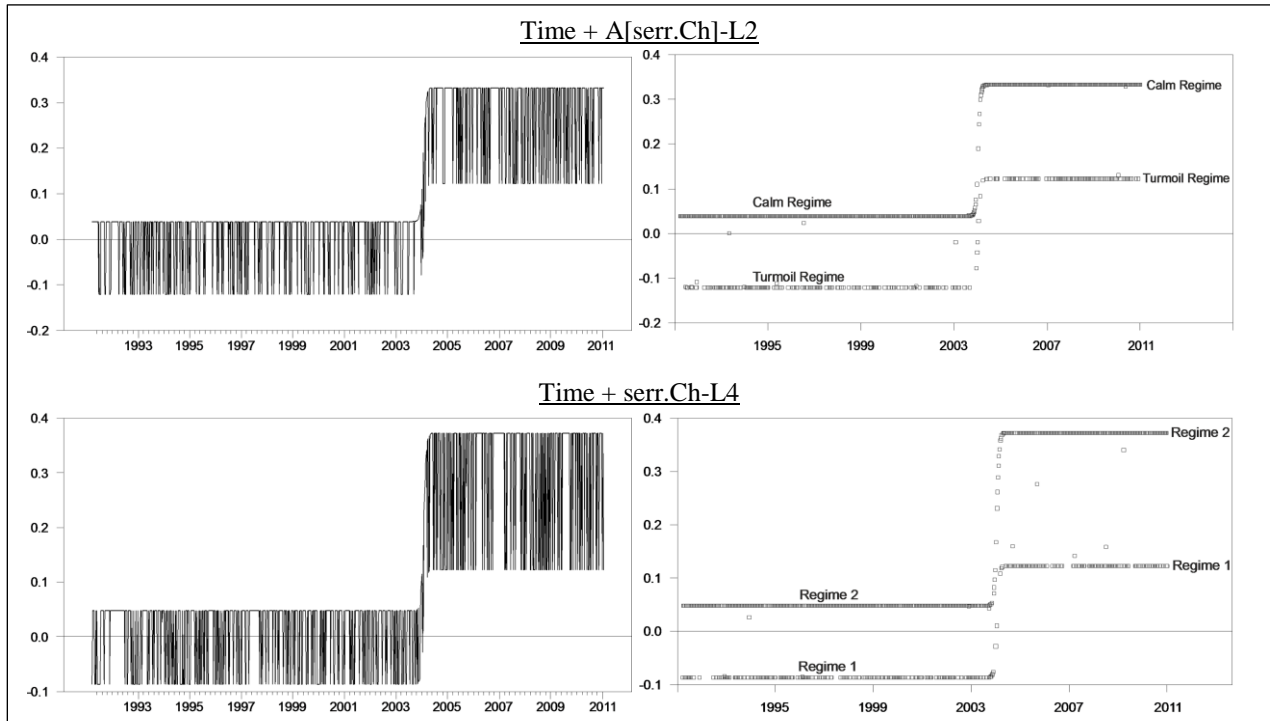 Time + A[serr.Ch]-L2
0.4
0.3
0.2
0.1
0.0
-0.1
-0.2
1993 1995 1997 1999 2001 2003 2005 2007 2009 2011
0.4
0.3
0.2
0.1
0.0
-0.1
-0.2
Calm Regime
Turmoil Regime
Calm Regime
Turmoil Regime
1995 1999 2003 2007 2011
Time + serr.Ch-L4
0.4
0.3
0.2
0.1
0.0
-0.1
1993 1995 1997 1999 2001 2003 2005 2007 2009 2011
0.4
0.3
0.2
0.1
0.0
-0.1
Regime 2
Regime 1
Regime 2
Regime 1
1995 1999 2003 2007 2011